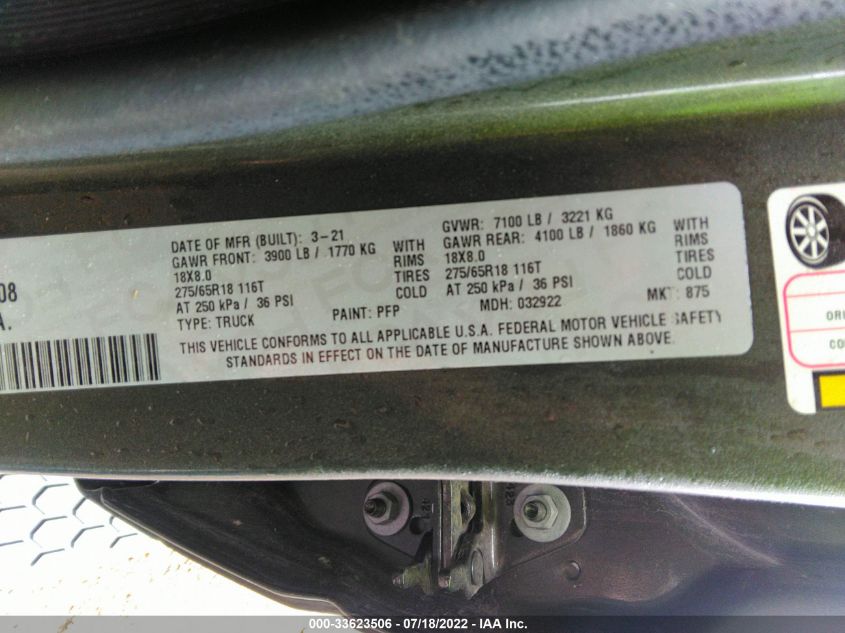 08
A.
DATE OF MFR (BUILT): 3-21
GAWR FRONT: 3900 LB / 1770 KG WITH
18X8.0 RIMS
275/65R18 116T TIRES
AT 250 kPa / 36 PSI COLD
TYPE: TRUCK PAINT: PFP
GVWR: 7100 LB / 3221 KG
GAWR REAR: 4100 LB / 1860 KG WITH
18X8.0 RIMS
275/65R18 116T TIRES
AT 250 kPa / 36 PSI COLD
MDH: 032922 MKT: 875
THIS VEHICLE CONFORMS TO ALL APPLICABLE U.S.A. FEDERAL MOTOR VEHICLE SAFETY
STANDARDS IN EFFECT ON THE DATE OF MANUFACTURE SHOWN ABOVE.
ORI
CO
000-33623506 - 07/18/2022 - IAA Inc.